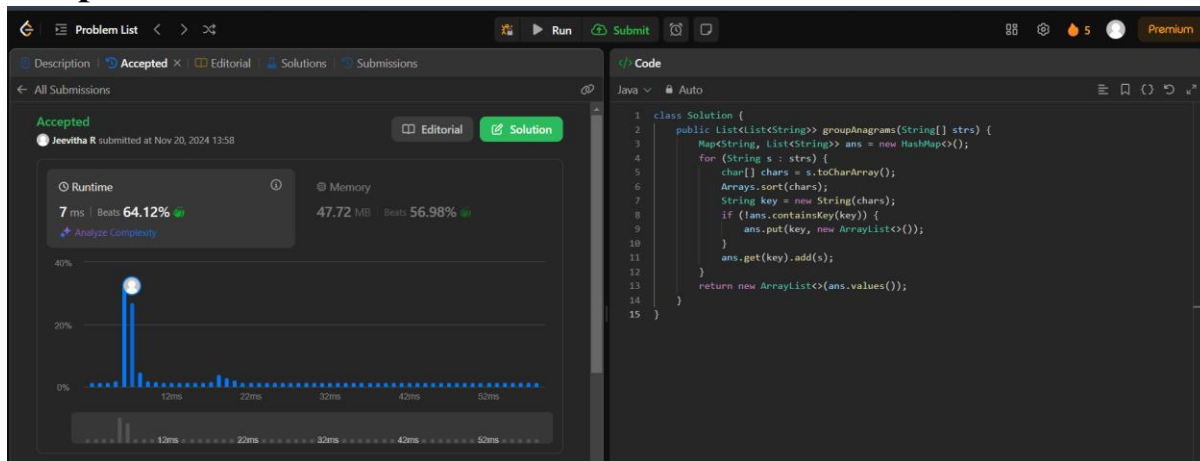 Problem List
Run
Submit
5
Premium
Description
Accepted
Editorial
Solutions
Submissions
All Submissions
Accepted
Jeevitha R submitted at Nov 20, 2024 13:58
Editorial
Solution
Runtime
7 ms | Beats 64.12%
Analyze Complexity
Memory
47.72 MB | Beats 56.98%
40%
20%
0%
12ms 22ms 32ms 42ms 52ms
12ms 22ms 32ms 42ms 52ms
</> Code
Java Auto
1 class Solution {
2 public List<List<String>> groupAnagrams(String[] strs) {
3 Map<String, List<String>> ans = new HashMap<>();
4 for (String s : strs) {
5 char[] chars = s.toCharArray();
6 Arrays.sort(chars);
7 String key = new String(chars);
8 if (!ans.containsKey(key)) {
9 ans.put(key, new ArrayList<>());
10 }
11 ans.get(key).add(s);
12 }
13 return new ArrayList<>(ans.values());
14 }
15 }